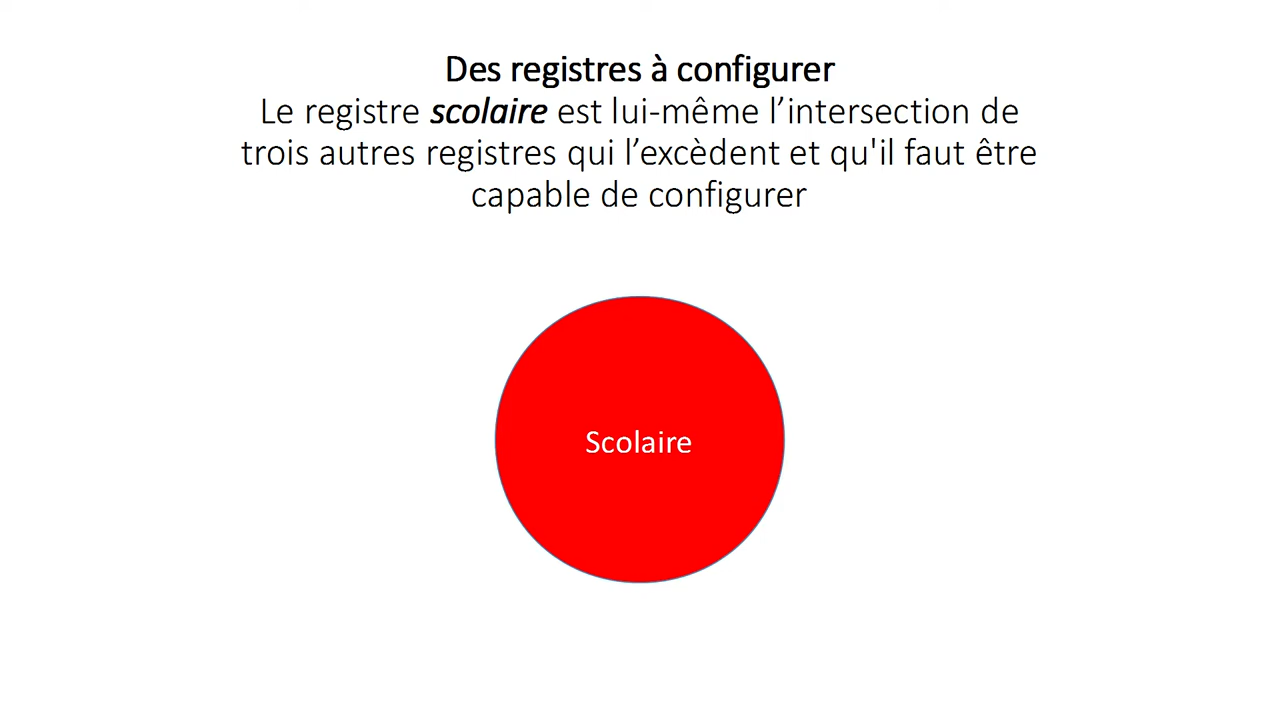 Des registres à configurer
Le registre scolaire est lui-même l’intersection de
trois autres registres qui l’excèdent et qu'il faut être
capable de configurer
Scolaire